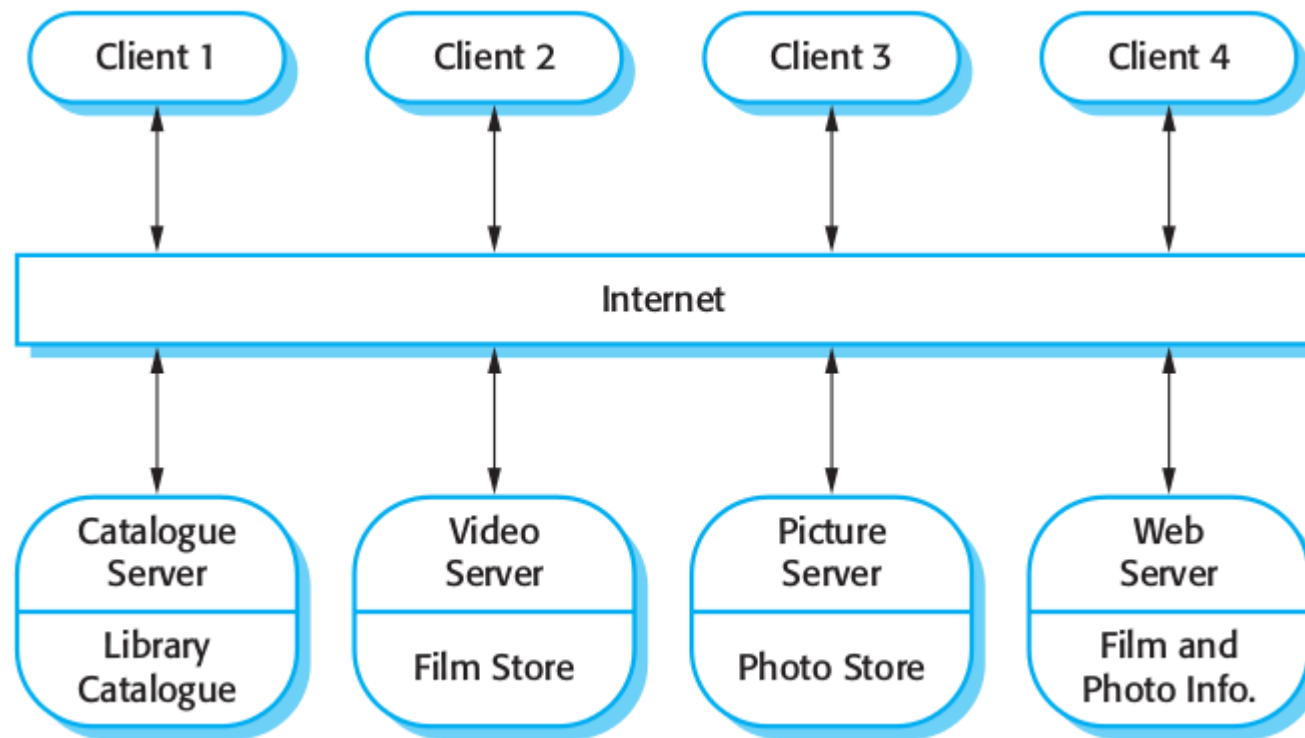 Client 1
Client 2
Client 3
Client 4
Internet
Catalogue
Server
Library
Catalogue
Video
Server
Film Store
Picture
Server
Photo Store
Web
Server
Film and
Photo Info.